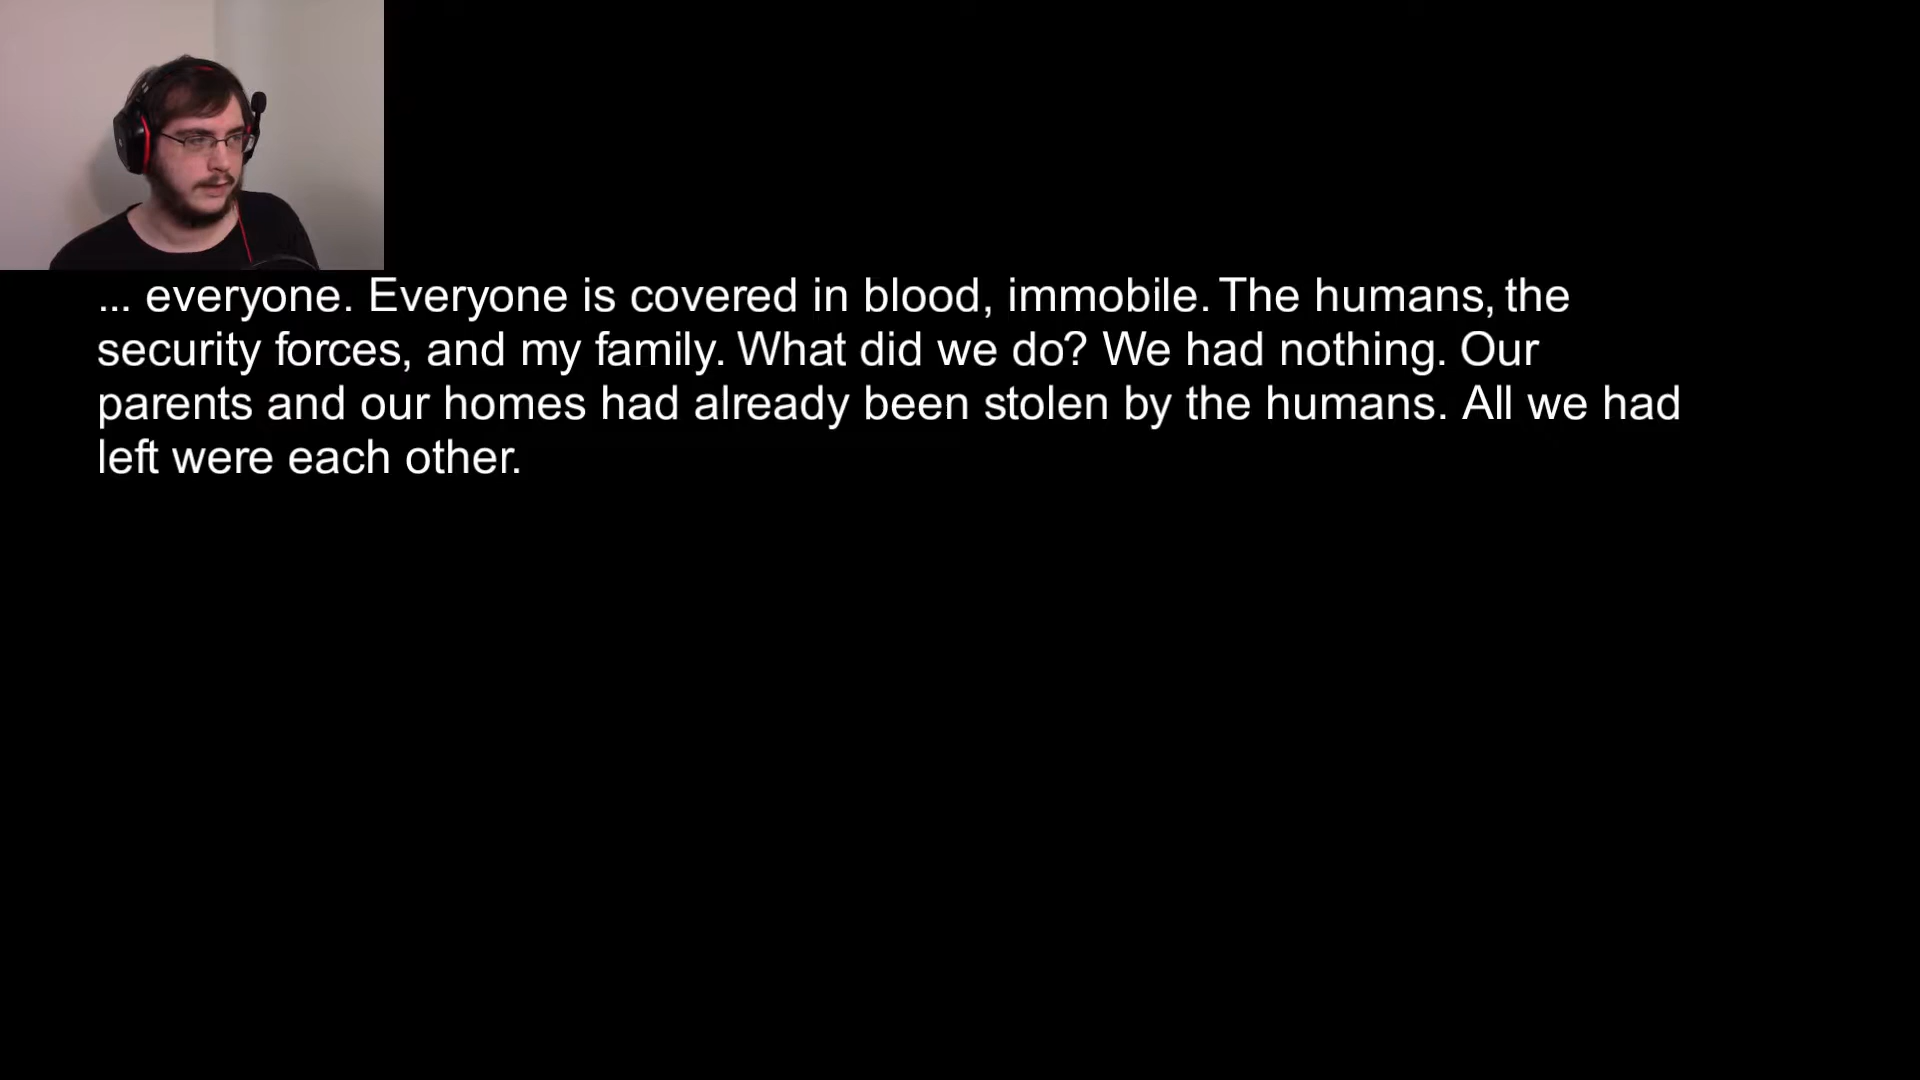 ... everyone. Everyone is covered in blood, immobile. The humans, the
security forces, and my family. What did we do? We had nothing. Our
parents and our homes had already been stolen by the humans. All we had
left were each other.